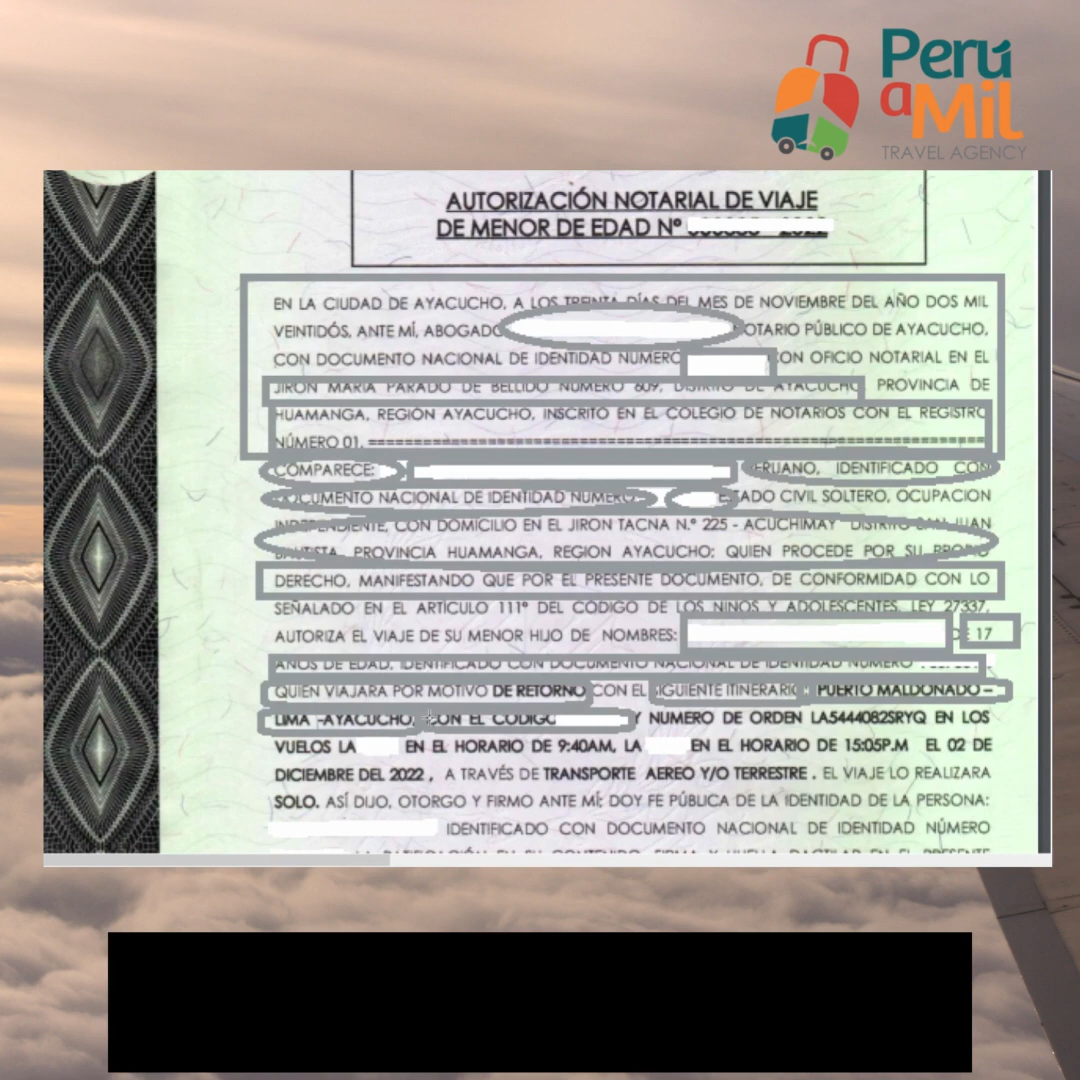 Perú
aMil
TRAVEL AGENCY
AUTORIZACIÓN NOTARIAL DE VIAJE
DE MENOR DE EDAD Nº
EN LA CIUDAD DE AYACUCHO, A LOS TREINTA DÍAS DEL MES DE NOVIEMBRE DEL AÑO DOS MIL
VEINTIDÓS, ANTE MÍ, ABOGADO NOTARIO PÚBLICO DE AYACUCHO,
CON DOCUMENTO NACIONAL DE IDENTIDAD NUMERO CON OFICIO NOTARIAL EN EL
JIRON MARIA PARADO DE BELLIDO NUMERO 609, DISTRITO DE AYACUCHO PROVINCIA DE
HUAMANGA, REGIÓN AYACUCHO, INSCRITO EN EL COLEGIO DE NOTARIOS CON EL REGISTRO
NÚMERO 01.
COMPARECE: PERUANO, IDENTIFICADO CON
DOCUMENTO NACIONAL DE IDENTIDAD NUMERO ESTADO CIVIL SOLTERO, OCUPACION
INDEPENDIENTE, CON DOMICILIO EN EL JIRON TACNA N.º 225 - ACUCHIMAY DISTRITO SAN JUAN
BAUTISTA, PROVINCIA HUAMANGA, REGION AYACUCHO; QUIEN PROCEDE POR SU
DERECHO, MANIFESTANDO QUE POR EL PRESENTE DOCUMENTO, DE CONFORMIDAD CON LO
SEÑALADO EN EL ARTÍCULO 111º DEL CODIGO DE LOS NIÑOS Y ADOLESCENTES, LEY 27337,
AUTORIZA EL VIAJE DE SU MENOR HIJO DE NOMBRES: DE 17
AÑOS DE EDAD, IDENTIFICADO CON DOCUMENTO NACIONAL DE IDENTIDAD NUMERO
QUIEN VIAJARA POR MOTIVO DE RETORNO CON EL SIGUIENTE ITINERARIO PUERTO MALDONADO –
LIMA -AYACUCHO, CON EL CODIGO Y NUMERO DE ORDEN LA5444082SRYQ EN LOS
VUELOS LA EN EL HORARIO DE 9:40AM, LA EN EL HORARIO DE 15:05P.M EL 02 DE
DICIEMBRE DEL 2022 , A TRAVÉS DE TRANSPORTE AEREO Y/O TERRESTRE . EL VIAJE LO REALIZARA
SOLO. ASÍ DIJO, OTORGO Y FIRMO ANTE MÍ; DOY FE PÚBLICA DE LA IDENTIDAD DE LA PERSONA:
IDENTIFICADO CON DOCUMENTO NACIONAL DE IDENTIDAD NÚMERO